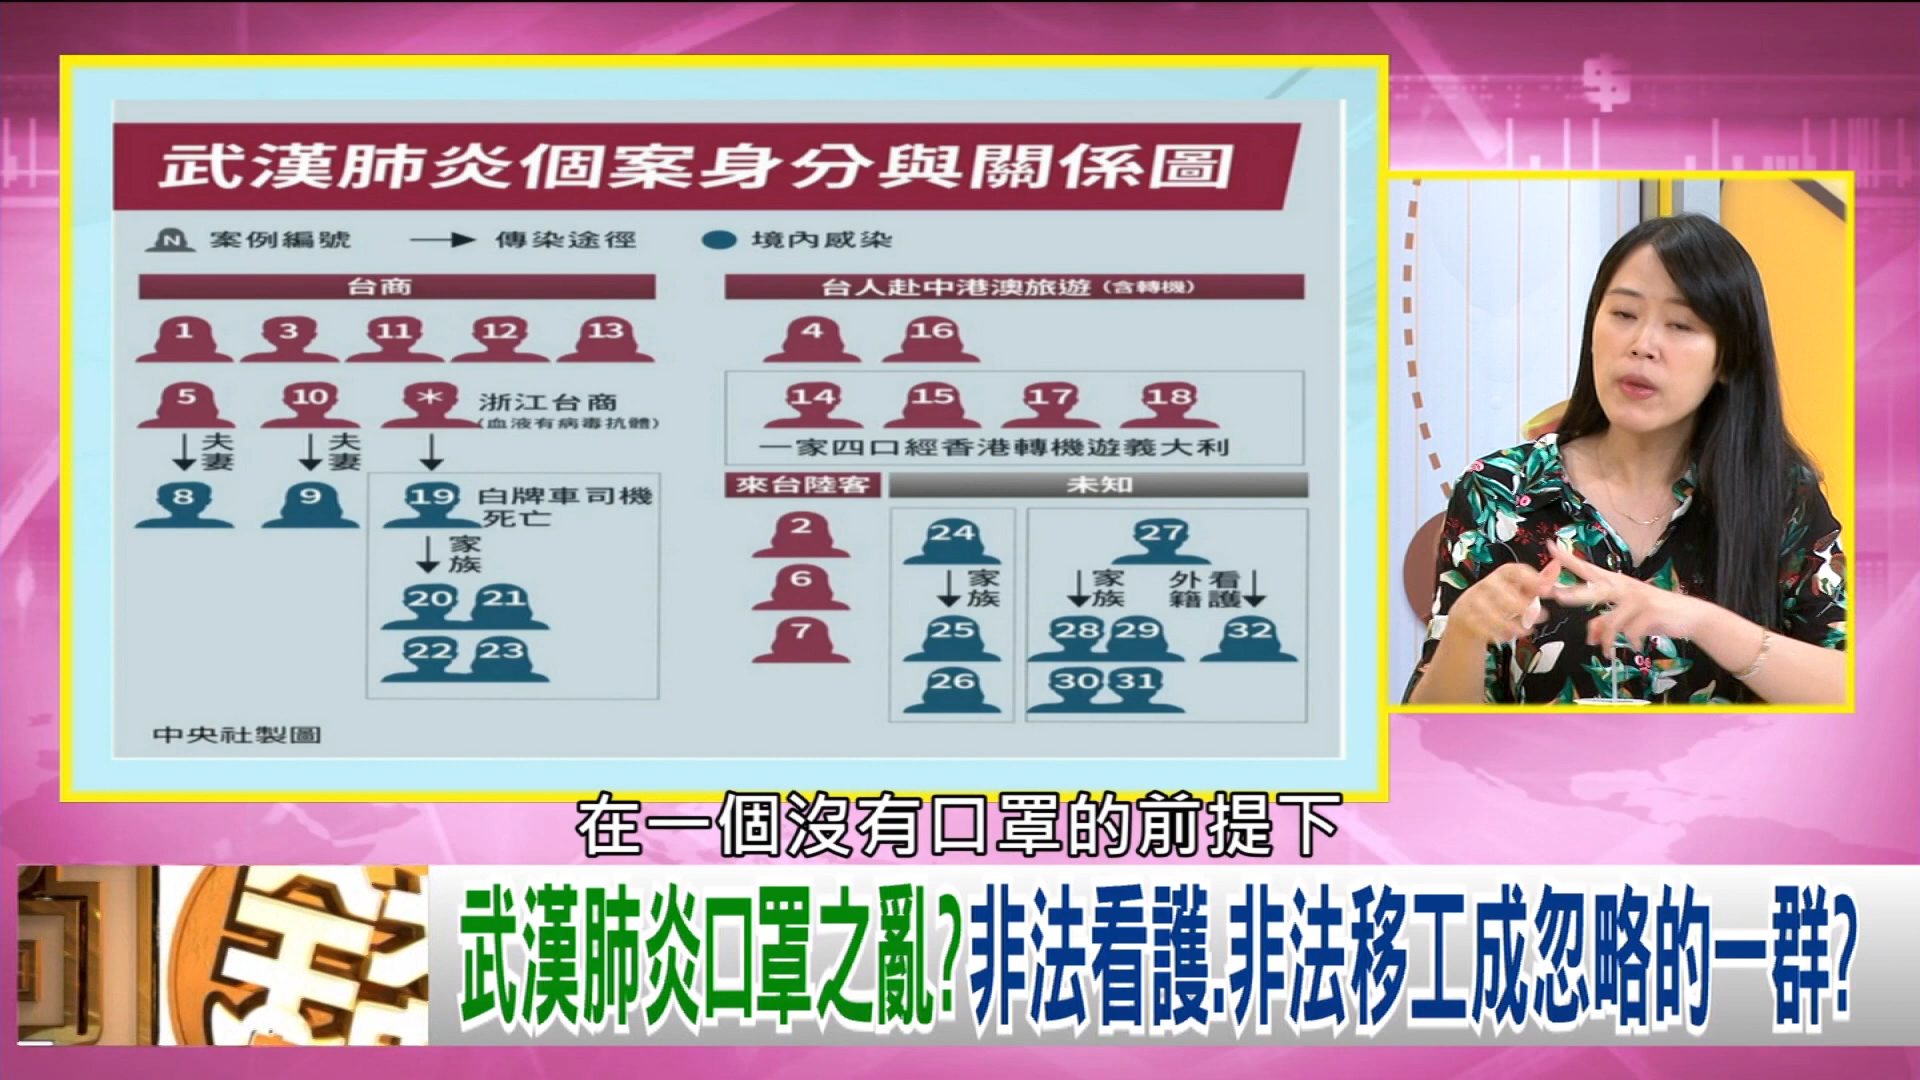 武漢肺炎個案身分與關係圖
N 案例編號 傳染途徑 境內感染
台商
1 3 11 12 13
5 10 * 浙江台商
(血液有病毒抗體)
夫妻 夫妻
8 9 19 白牌車司機
死亡
家族
20 21
22 23
台人赴中港澳旅遊(含轉機)
4 16
14 15 17 18
一家四口經香港轉機遊義大利
來台陸客
2
6
7
未知
24
家族
25
26
27
家族 外籍看護
28 29 32
30 31
中央社製圖
在一個沒有口罩的前提下
武漢肺炎口罩之亂?非法看護.非法移工成忽略的一群?